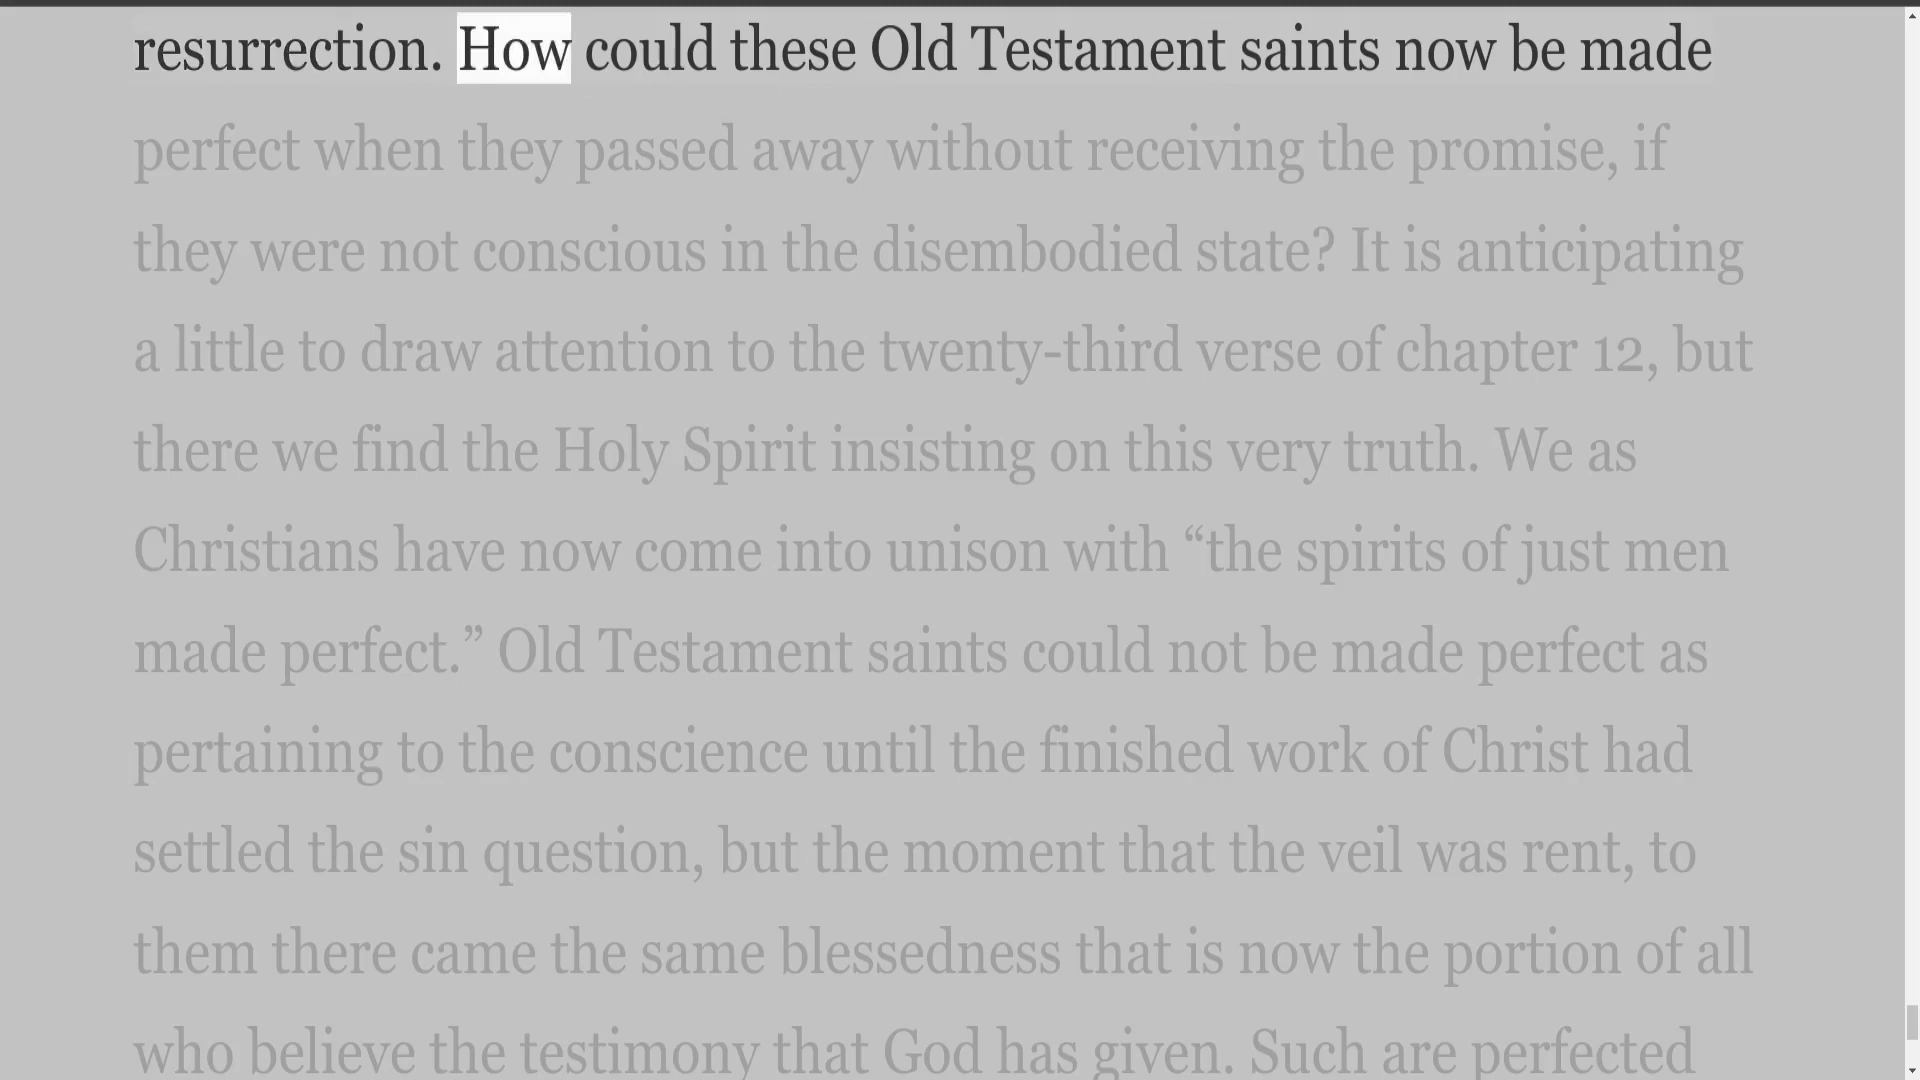 resurrection. How could these Old Testament saints now be made
perfect when they passed away without receiving the promise, if
they were not conscious in the disembodied state? It is anticipating
a little to draw attention to the twenty-third verse of chapter 12, but
there we find the Holy Spirit insisting on this very truth. We as
Christians have now come into unison with “the spirits of just men
made perfect.” Old Testament saints could not be made perfect as
pertaining to the conscience until the finished work of Christ had
settled the sin question, but the moment that the veil was rent, to
them there came the same blessedness that is now the portion of all
who believe the testimony that God has given. Such are perfected